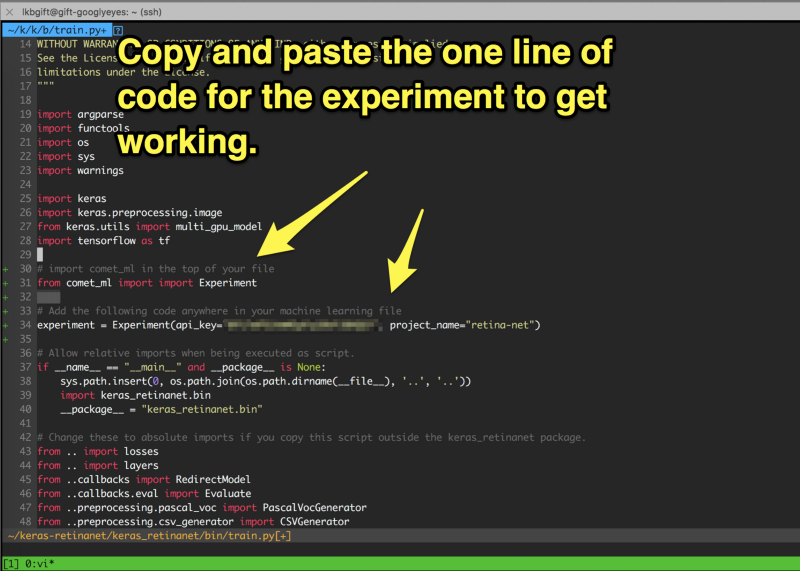 lkbgift@gift-googlyeyes: ~ (ssh)
~/k/k/b/train.py+
Copy and paste the one line of
code for the experiment to get
working.
14 WITHOUT WARRAN
15 See the Licens
16 limitations under the License.
17 """
18
19 import argparse
20 import functools
21 import os
22 import sys
23 import warnings
24
25 import keras
26 import keras.preprocessing.image
27 from keras.utils import multi_gpu_model
28 import tensorflow as tf
29
+ 30 # import comet_ml in the top of your file
+ 31 from comet_ml import import Experiment
+ 32
+ 33 # Add the following code anywhere in your machine learning file
+ 34 experiment = Experiment(api_key= , project_name="retina-net")
+ 35
36 # Allow relative imports when being executed as script.
37 if __name__ == "__main__" and __package__ is None:
38 sys.path.insert(0, os.path.join(os.path.dirname(__file__), '..', '..'))
39 import keras_retinanet.bin
40 __package__ = "keras_retinanet.bin"
41
42 # Change these to absolute imports if you copy this script outside the keras_retinanet package.
43 from .. import losses
44 from .. import layers
45 from ..callbacks import RedirectModel
46 from ..callbacks.eval import Evaluate
47 from ..preprocessing.pascal_voc import PascalVocGenerator
48 from ..preprocessing.csv_generator import CSVGenerator
~/keras-retinanet/keras_retinanet/bin/train.py[+]
[1] 0:vi*